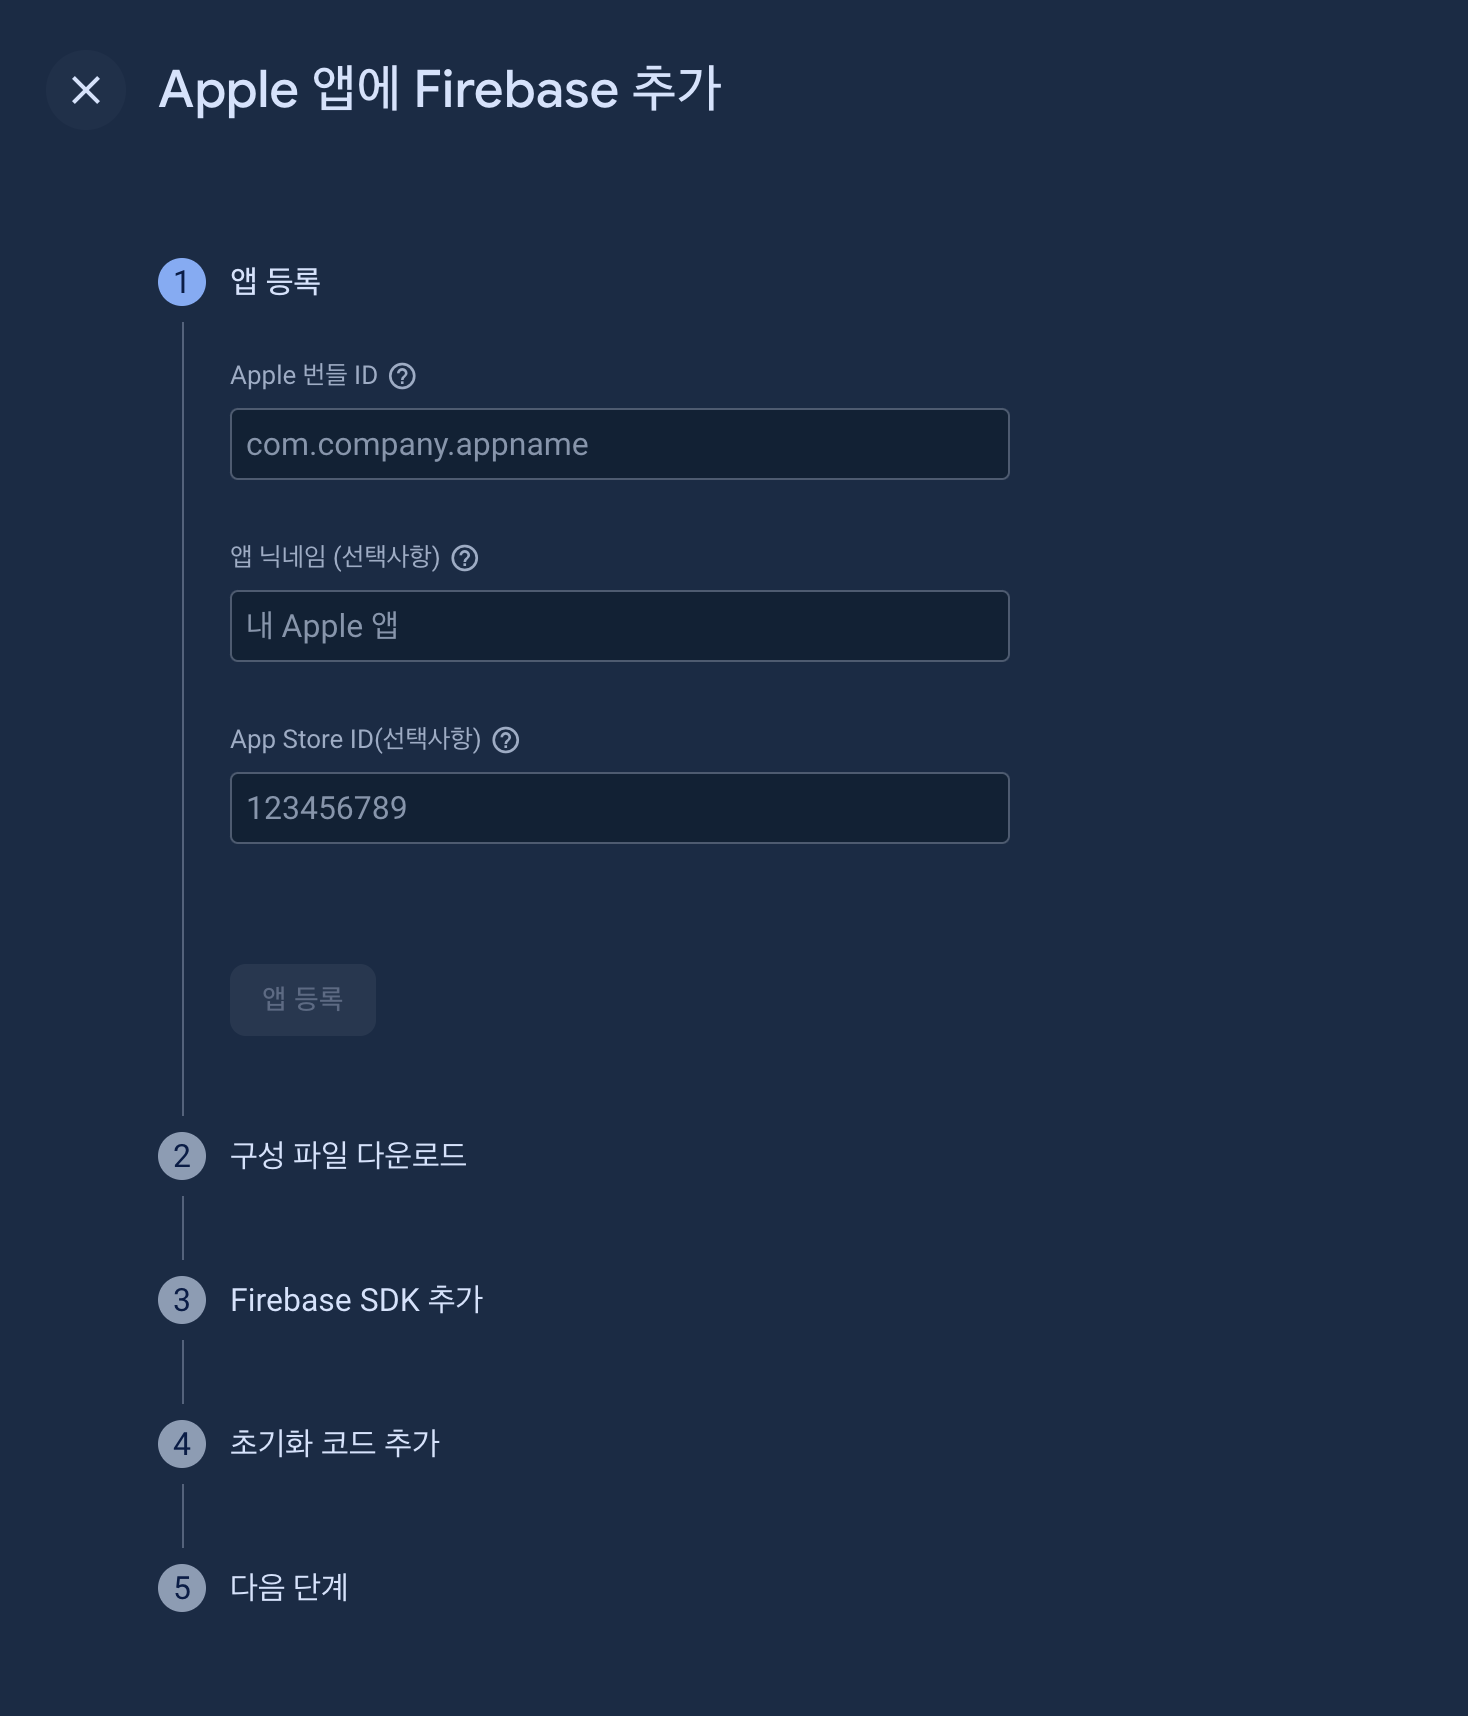 Apple 앱에 Firebase 추가
1 앱 등록
Apple 번들 ID ?
com.company.appname
앱 닉네임 (선택사항) ?
내 Apple 앱
App Store ID(선택사항) ?
123456789
앱 등록
2 구성 파일 다운로드
3 Firebase SDK 추가
4 초기화 코드 추가
5 다음 단계